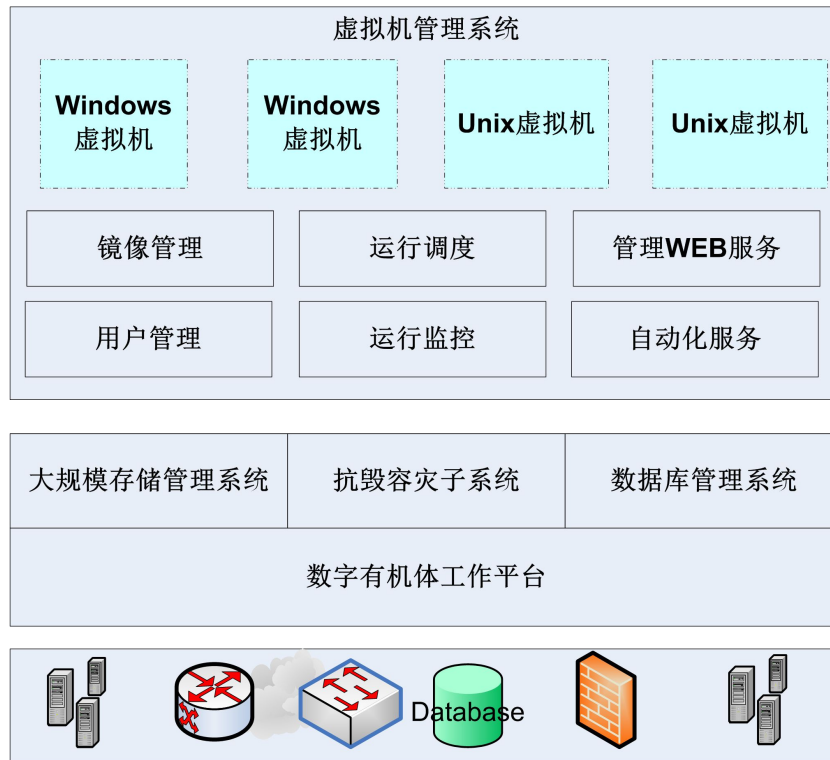 虚拟机管理系统
Windows
虚拟机
Windows
虚拟机
Unix虚拟机
Unix虚拟机
镜像管理
运行调度
管理WEB服务
用户管理
运行监控
自动化服务
大规模存储管理系统
抗毁容灾子系统
数据库管理系统
数字有机体工作平台
Database